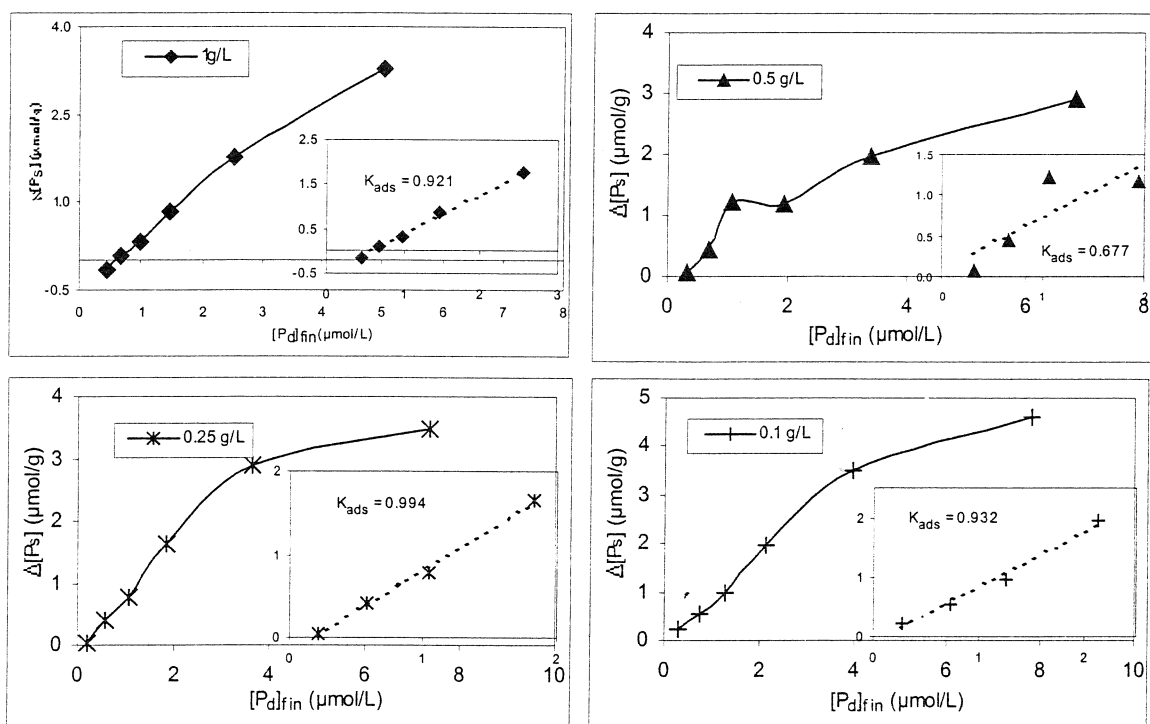 4.0
1g/L
2.5
1.0
-0.5
[Ps] (µmol/g)
0 1 2 3 4 5 6 7 8
[Pd]fin (µmol/L)
2.5
1.5
0.5
-0.5
Kads = 0.921
0 1 2 3
4
0.5 g/L
3
2
1
0
Δ[Ps] (µmol/g)
0 2 4 6 8
[Pd]fin (µmol/L)
1.5
1.0
0.5
0.0
Kads = 0.677
0 1 2
4
0.25 g/L
3
2
1
0
Δ[Ps] (µmol/g)
0 2 4 6 8 10
[Pd]fin (µmol/L)
2
Kads =0.994
1
0
0 1 2
5
0.1 g/L
4
3
2
1
0
Δ[Ps] (µmol/g)
0 2 4 6 8 10
[Pd]fin (µmol/L)
2
Kads =0.932
1
0
0 1 2